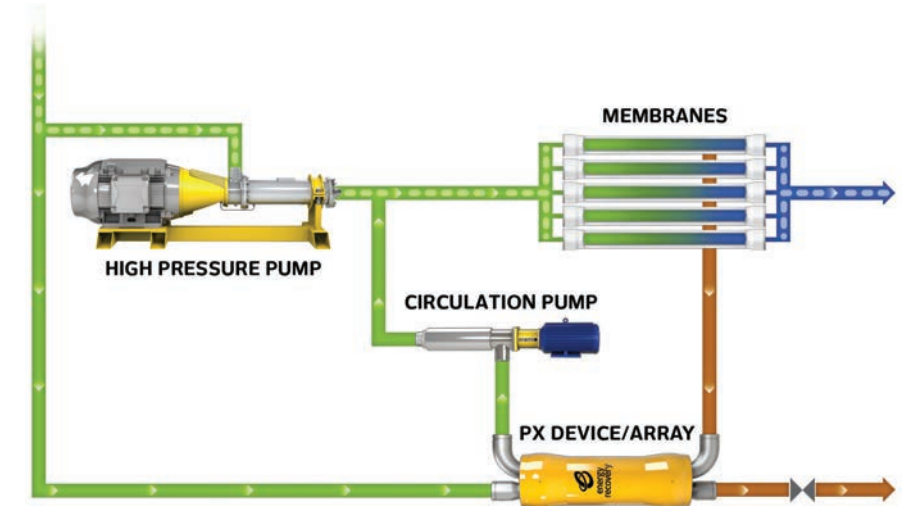 MEMBRANES
HIGH PRESSURE PUMP
CIRCULATION PUMP
PX DEVICE/ARRAY
energy
recovery